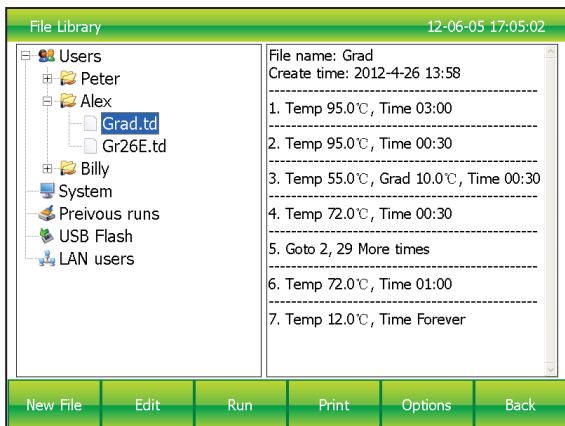 File Library 12-06-05 17:05:02
Users
Peter
Alex
Grad.td
Gr26E.td
Billy
System
Preivous runs
USB Flash
LAN users
File name: Grad
Create time: 2012-4-26 13:58
1. Temp 95.0℃, Time 03:00
2. Temp 95.0℃, Time 00:30
3. Temp 55.0℃, Grad 10.0℃, Time 00:30
4. Temp 72.0℃, Time 00:30
5. Goto 2, 29 More times
6. Temp 72.0℃, Time 01:00
7. Temp 12.0℃, Time Forever
New File Edit Run Print Options Back